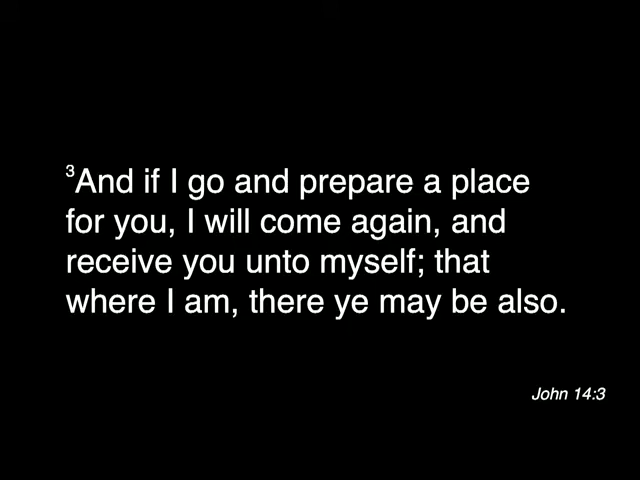 ³And if I go and prepare a place
for you, I will come again, and
receive you unto myself; that
where I am, there ye may be also.
John 14:3